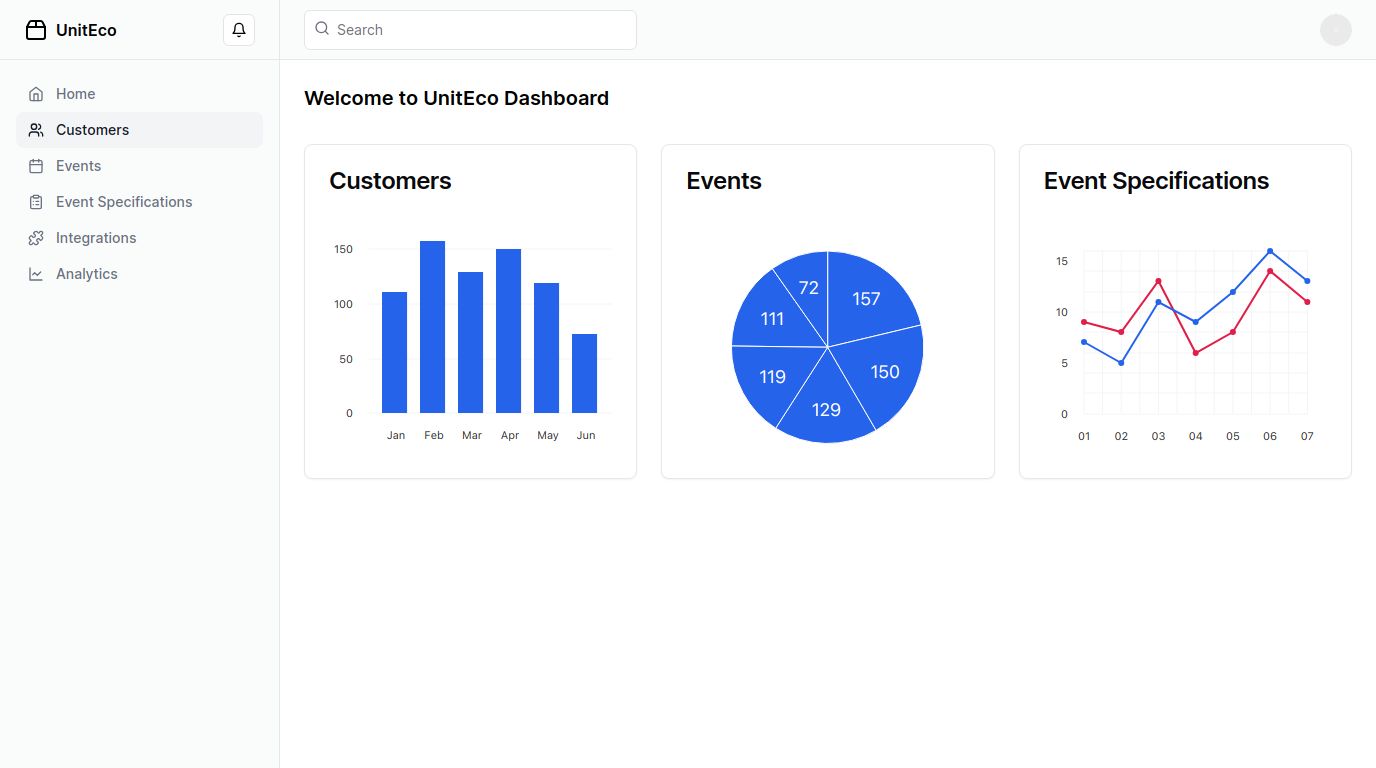 UnitEco
Search
Home
Customers
Events
Event Specifications
Integrations
Analytics
Welcome to UnitEco Dashboard
Customers
150
100
50
0
Jan Feb Mar Apr May Jun
Events
72 157
111
119 150
129
Event Specifications
15
10
5
0
01 02 03 04 05 06 07